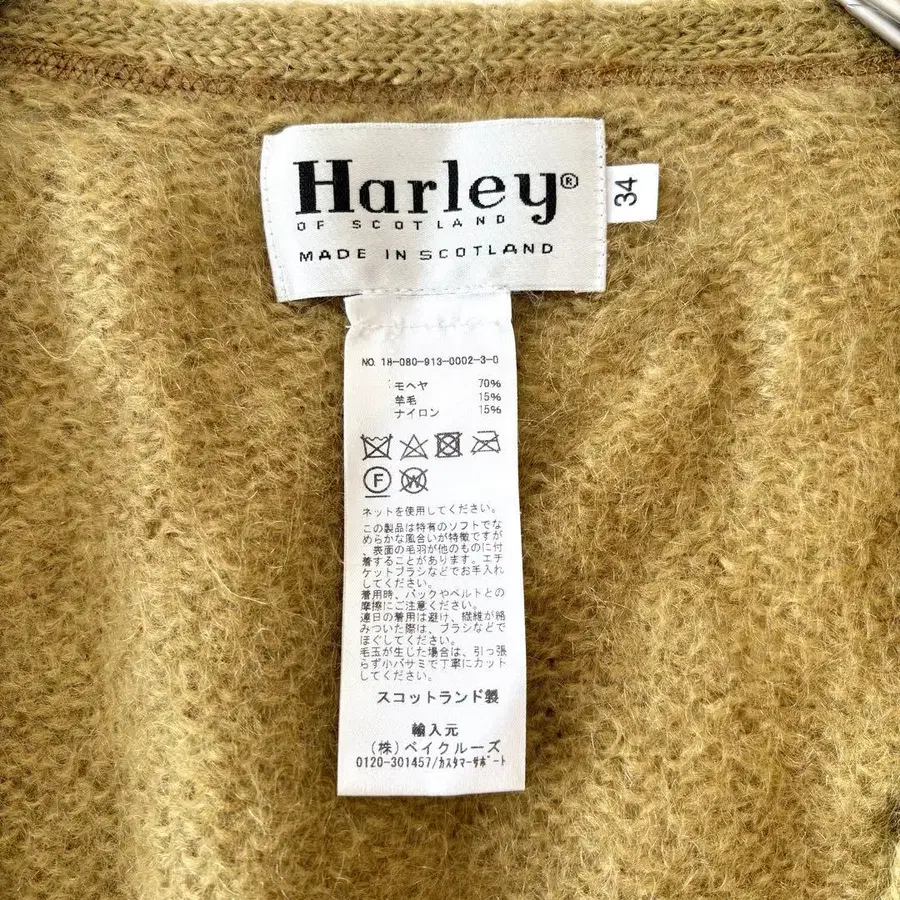 Harley®
OF SCOTLAND
MADE IN SCOTLAND
34
NO. 18-080-913-0002-3-0
モヘヤ 70%
羊毛 15%
ナイロン 15%
F W
ネットを使用してください。
この製品は特有のソフトでな
めらかな風合いが特徴ですが
、表面の毛羽が他のものに付
着することがあります。エチ
ケットブラシなどでお手入れ
してください。
着用時、バックやベルトとの
摩擦にご注意ください。
連日の着用は避け、繊維が絡
みついた際は、ブラシなどで
ほぐしてください。
毛玉が生じた場合は、引っ張
らず小バサミで丁寧にカット
してください。
スコットランド製
輸入元
(株)ベイクルーズ
0120-301457/カスタマーサポート